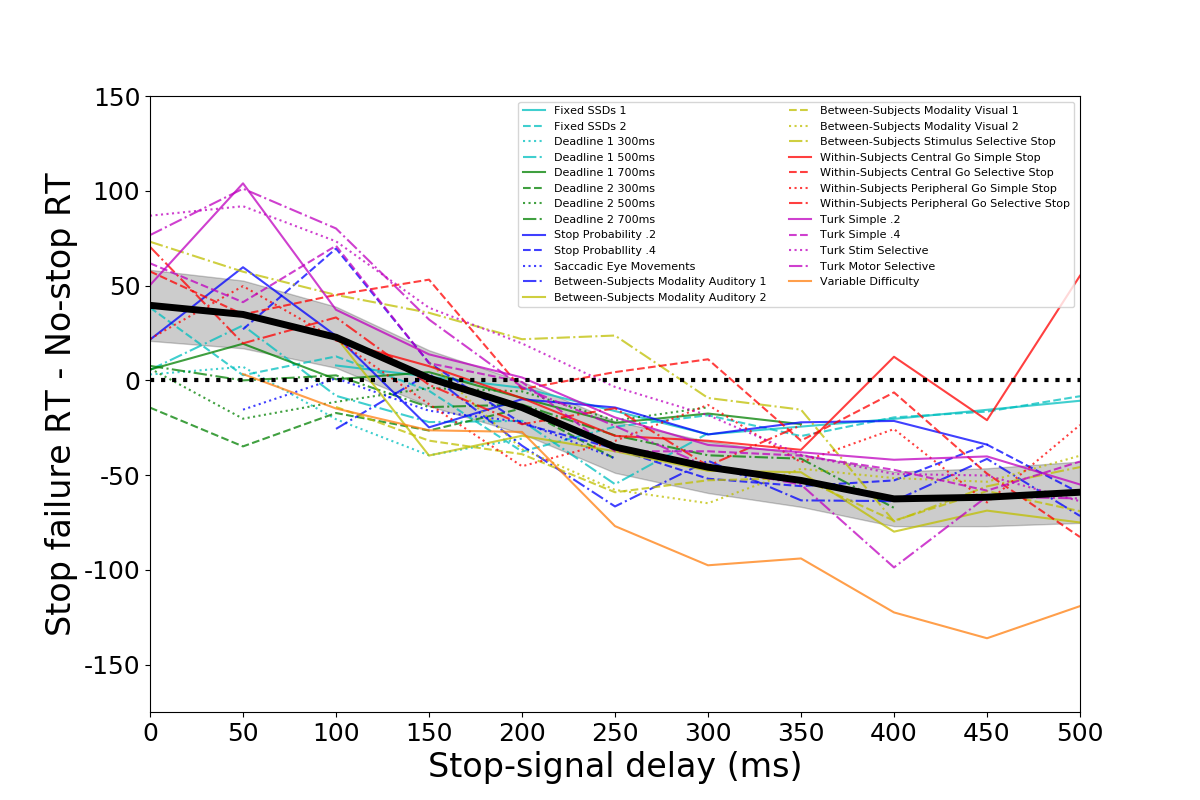 150
100
50
0
-50
-100
-150
Stop failure RT - No-stop RT
Fixed SSDs 1
Fixed SSDs 2
Deadline 1 300ms
Deadline 1 500ms
Deadline 1 700ms
Deadline 2 300ms
Deadline 2 500ms
Deadline 2 700ms
Stop Probability .2
Stop Probabllity .4
Saccadic Eye Movements
Between-Subjects Modality Auditory 1
Between-Subjects Modality Auditory 2
Between-Subjects Modality Visual 1
Between-Subjects Modality Visual 2
Between-Subjects Stimulus Selective Stop
Within-Subjects Central Go Simple Stop
Within-Subjects Central Go Selective Stop
Within-Subjects Peripheral Go Simple Stop
Within-Subjects Peripheral Go Selective Stop
Turk Simple .2
Turk Simple .4
Turk Stim Selective
Turk Motor Selective
Variable Difficulty
0 50 100 150 200 250 300 350 400 450 500
Stop-signal delay (ms)